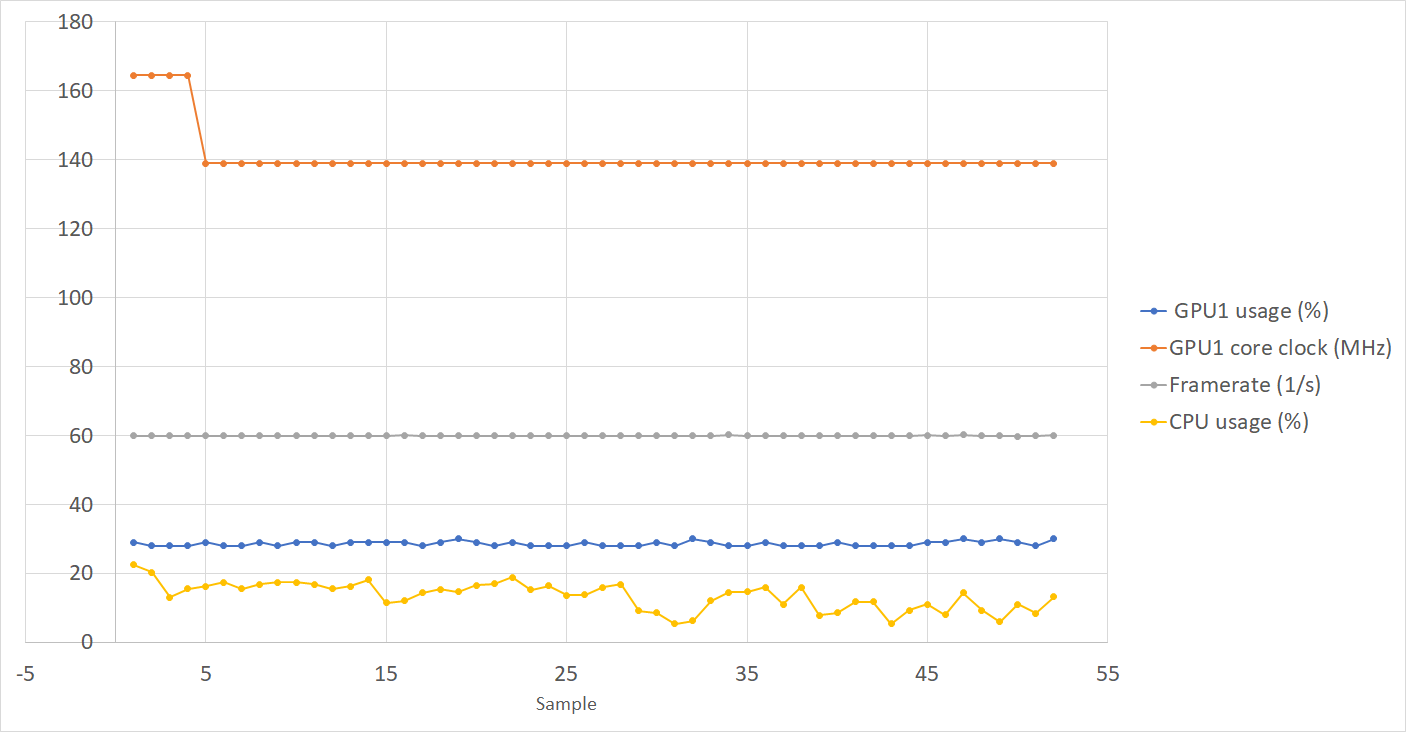 180
160
140
120
100
80
60
40
20
0
-5 5 15 25 35 45 55
Sample
GPU1 usage (%)
GPU1 core clock (MHz)
Framerate (1/s)
CPU usage (%)